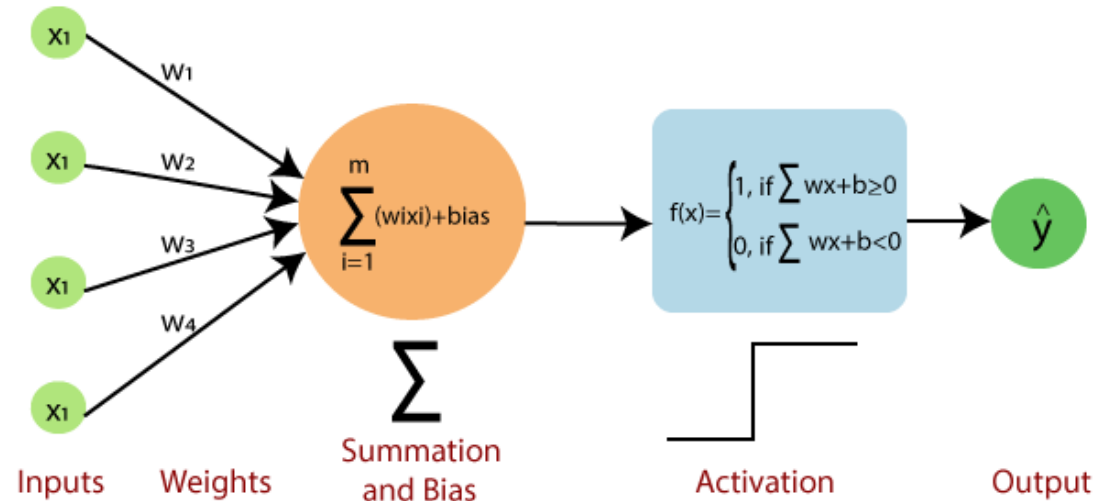 x1
x1
x1
x1
w1
w2
w3
w4
m
∑(wixi)+bias
i=1
f(x)={1, if ∑ wx+b≥0
0, if ∑ wx+b<0
ŷ
∑
Inputs
Weights
Summation
and Bias
Activation
Output